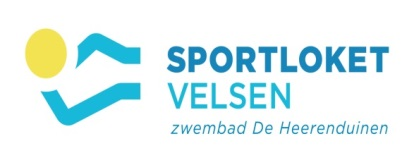 SPORTLOKET
VELSEN
zwembad De Heerenduinen